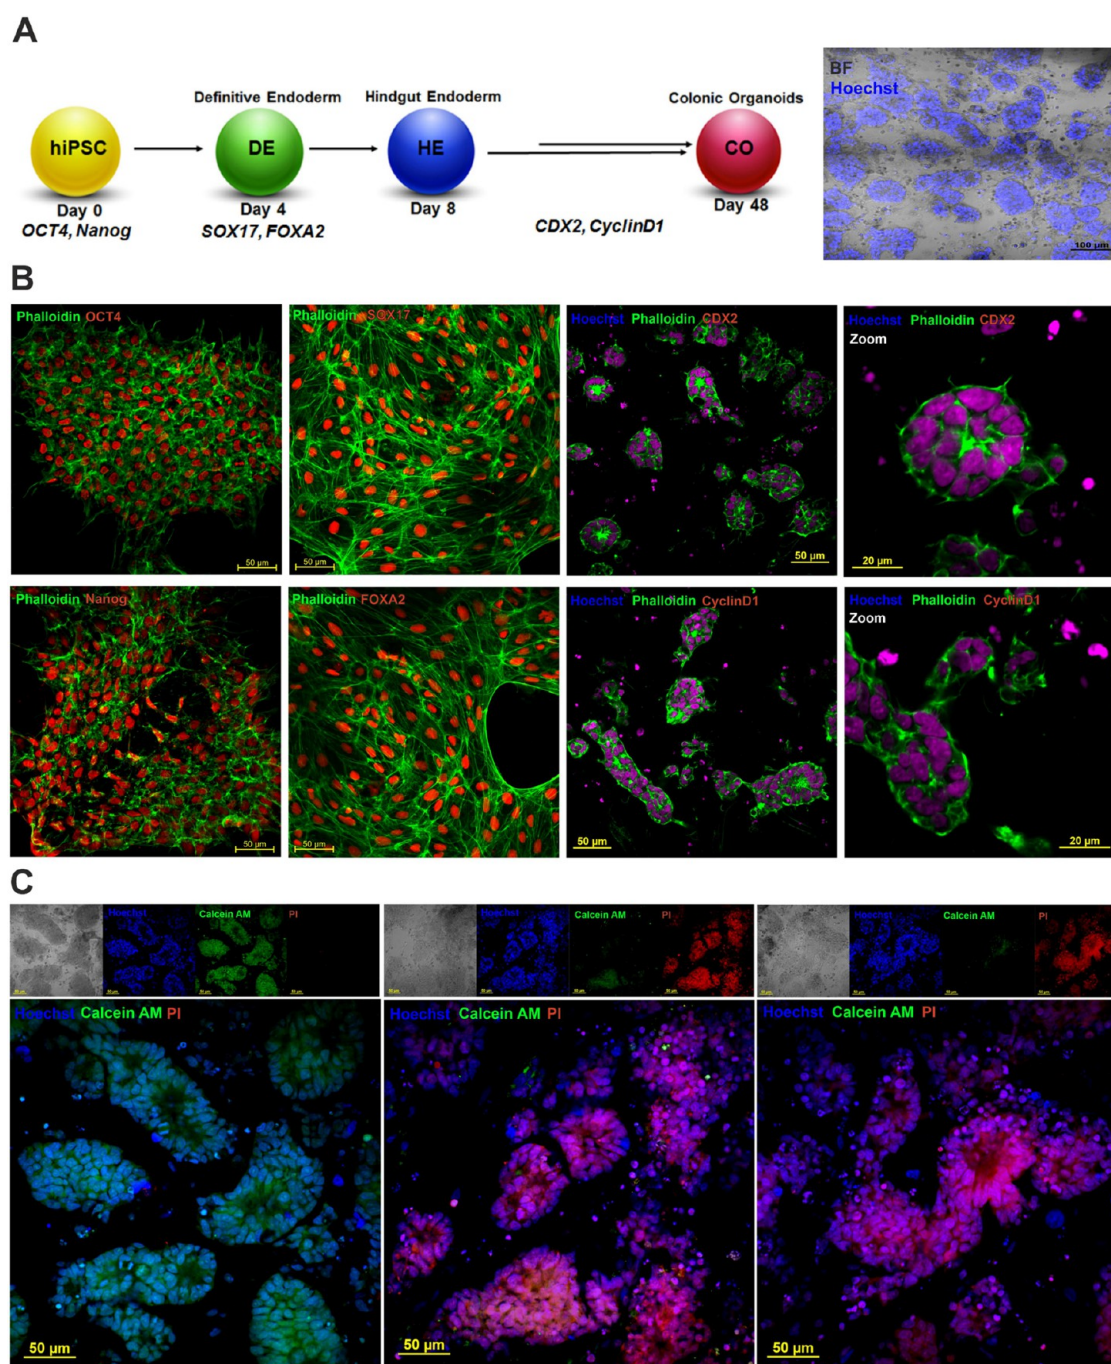 A
Definitive Endoderm
Hindgut Endoderm
Colonic Organoids
hiPSC
DE
HE
CO
Day 0
Day 4
Day 8
Day 48
OCT4, Nanog
SOX17, FOXA2
CDX2, CyclinD1
BF
Hoechst
100 µm
B
Phalloidin OCT4
50 µm
Phalloidin SOX17
50 µm
Hoechst Phalloidin CDX2
50 µm
Hoechst Phalloidin CDX2
Zoom
20 µm
Phalloidin Nanog
50 µm
Phalloidin FOXA2
50 µm
Hoechst Phalloidin CyclinD1
50 µm
Hoechst Phalloidin CyclinD1
Zoom
20 µm
C
Hoechst
Calcein AM
PI
Hoechst
Calcein AM
PI
Hoechst
Calcein AM
PI
Hoechst Calcein AM PI
50 µm
Hoechst Calcein AM PI
50 µm
Hoechst Calcein AM PI
50 µm